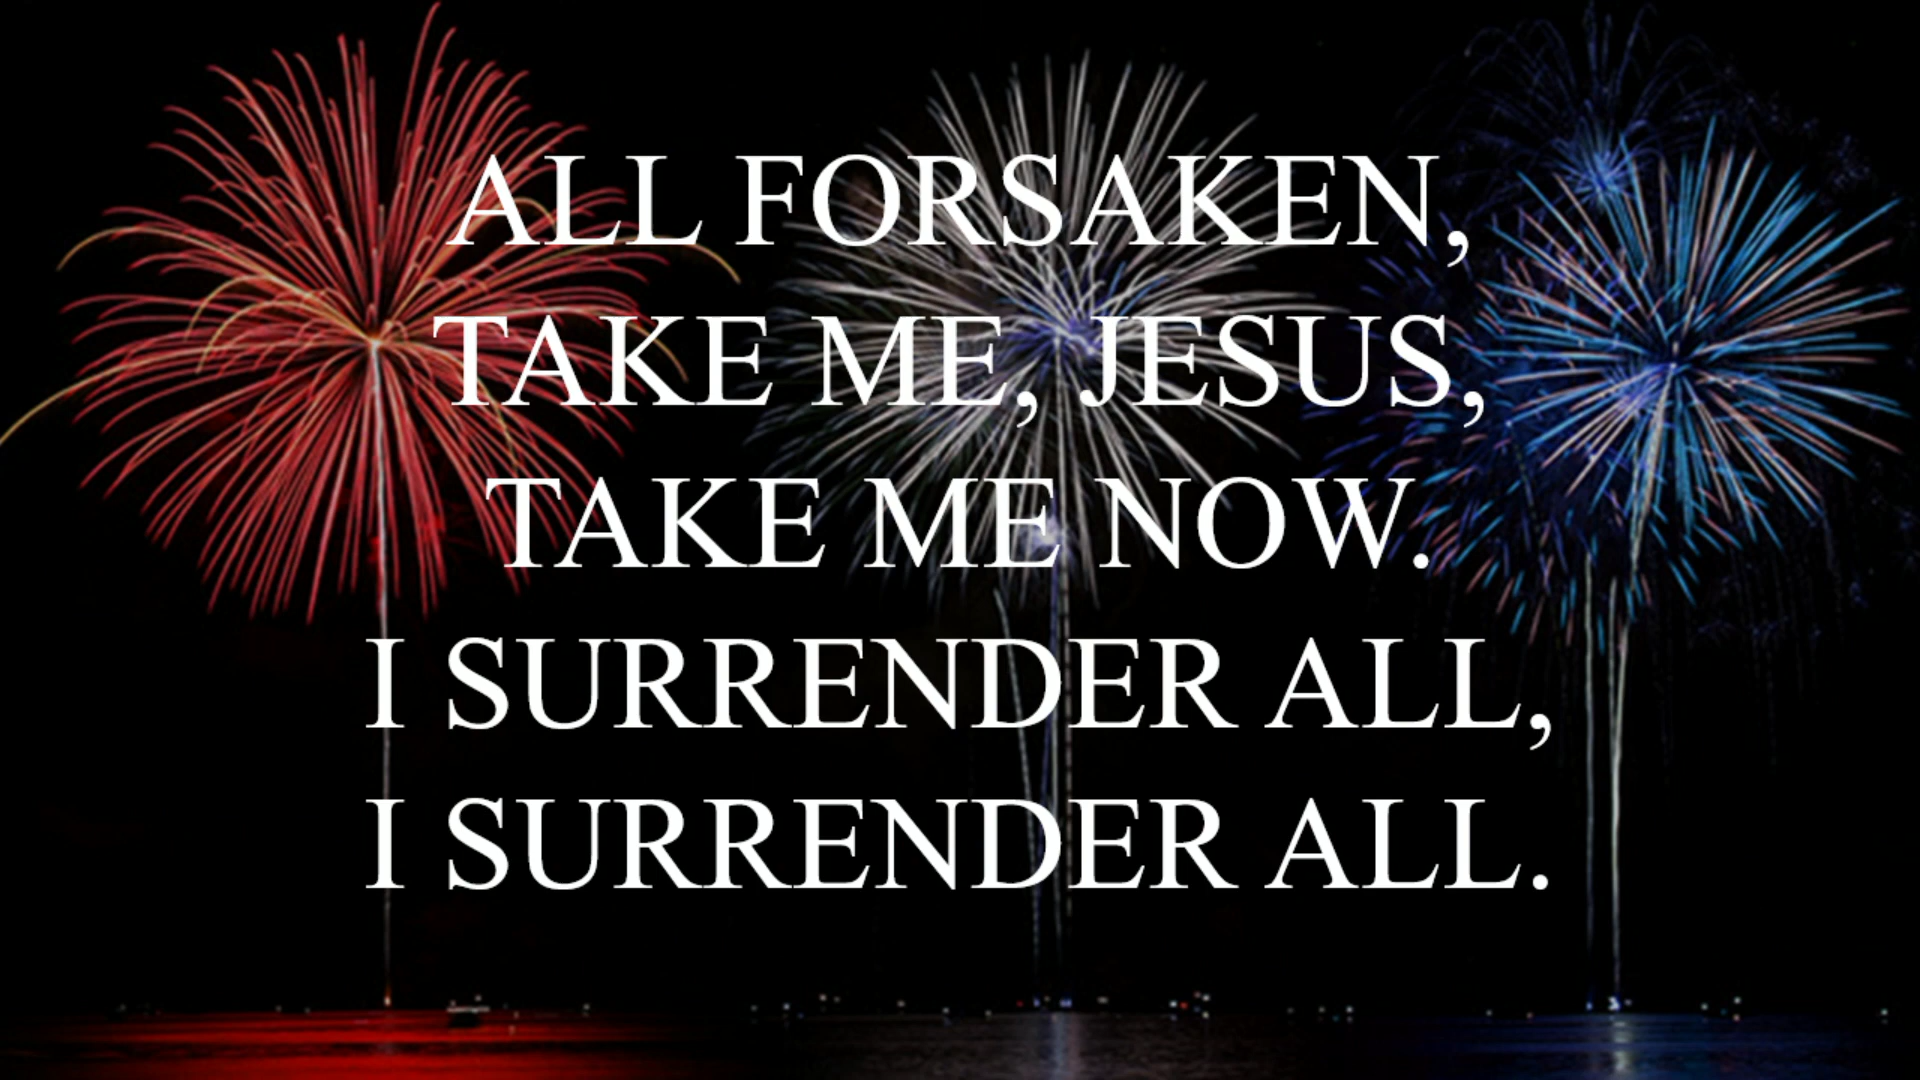 ALL FORSAKEN,
TAKE ME, JESUS,
TAKE ME NOW.
I SURRENDER ALL,
I SURRENDER ALL.